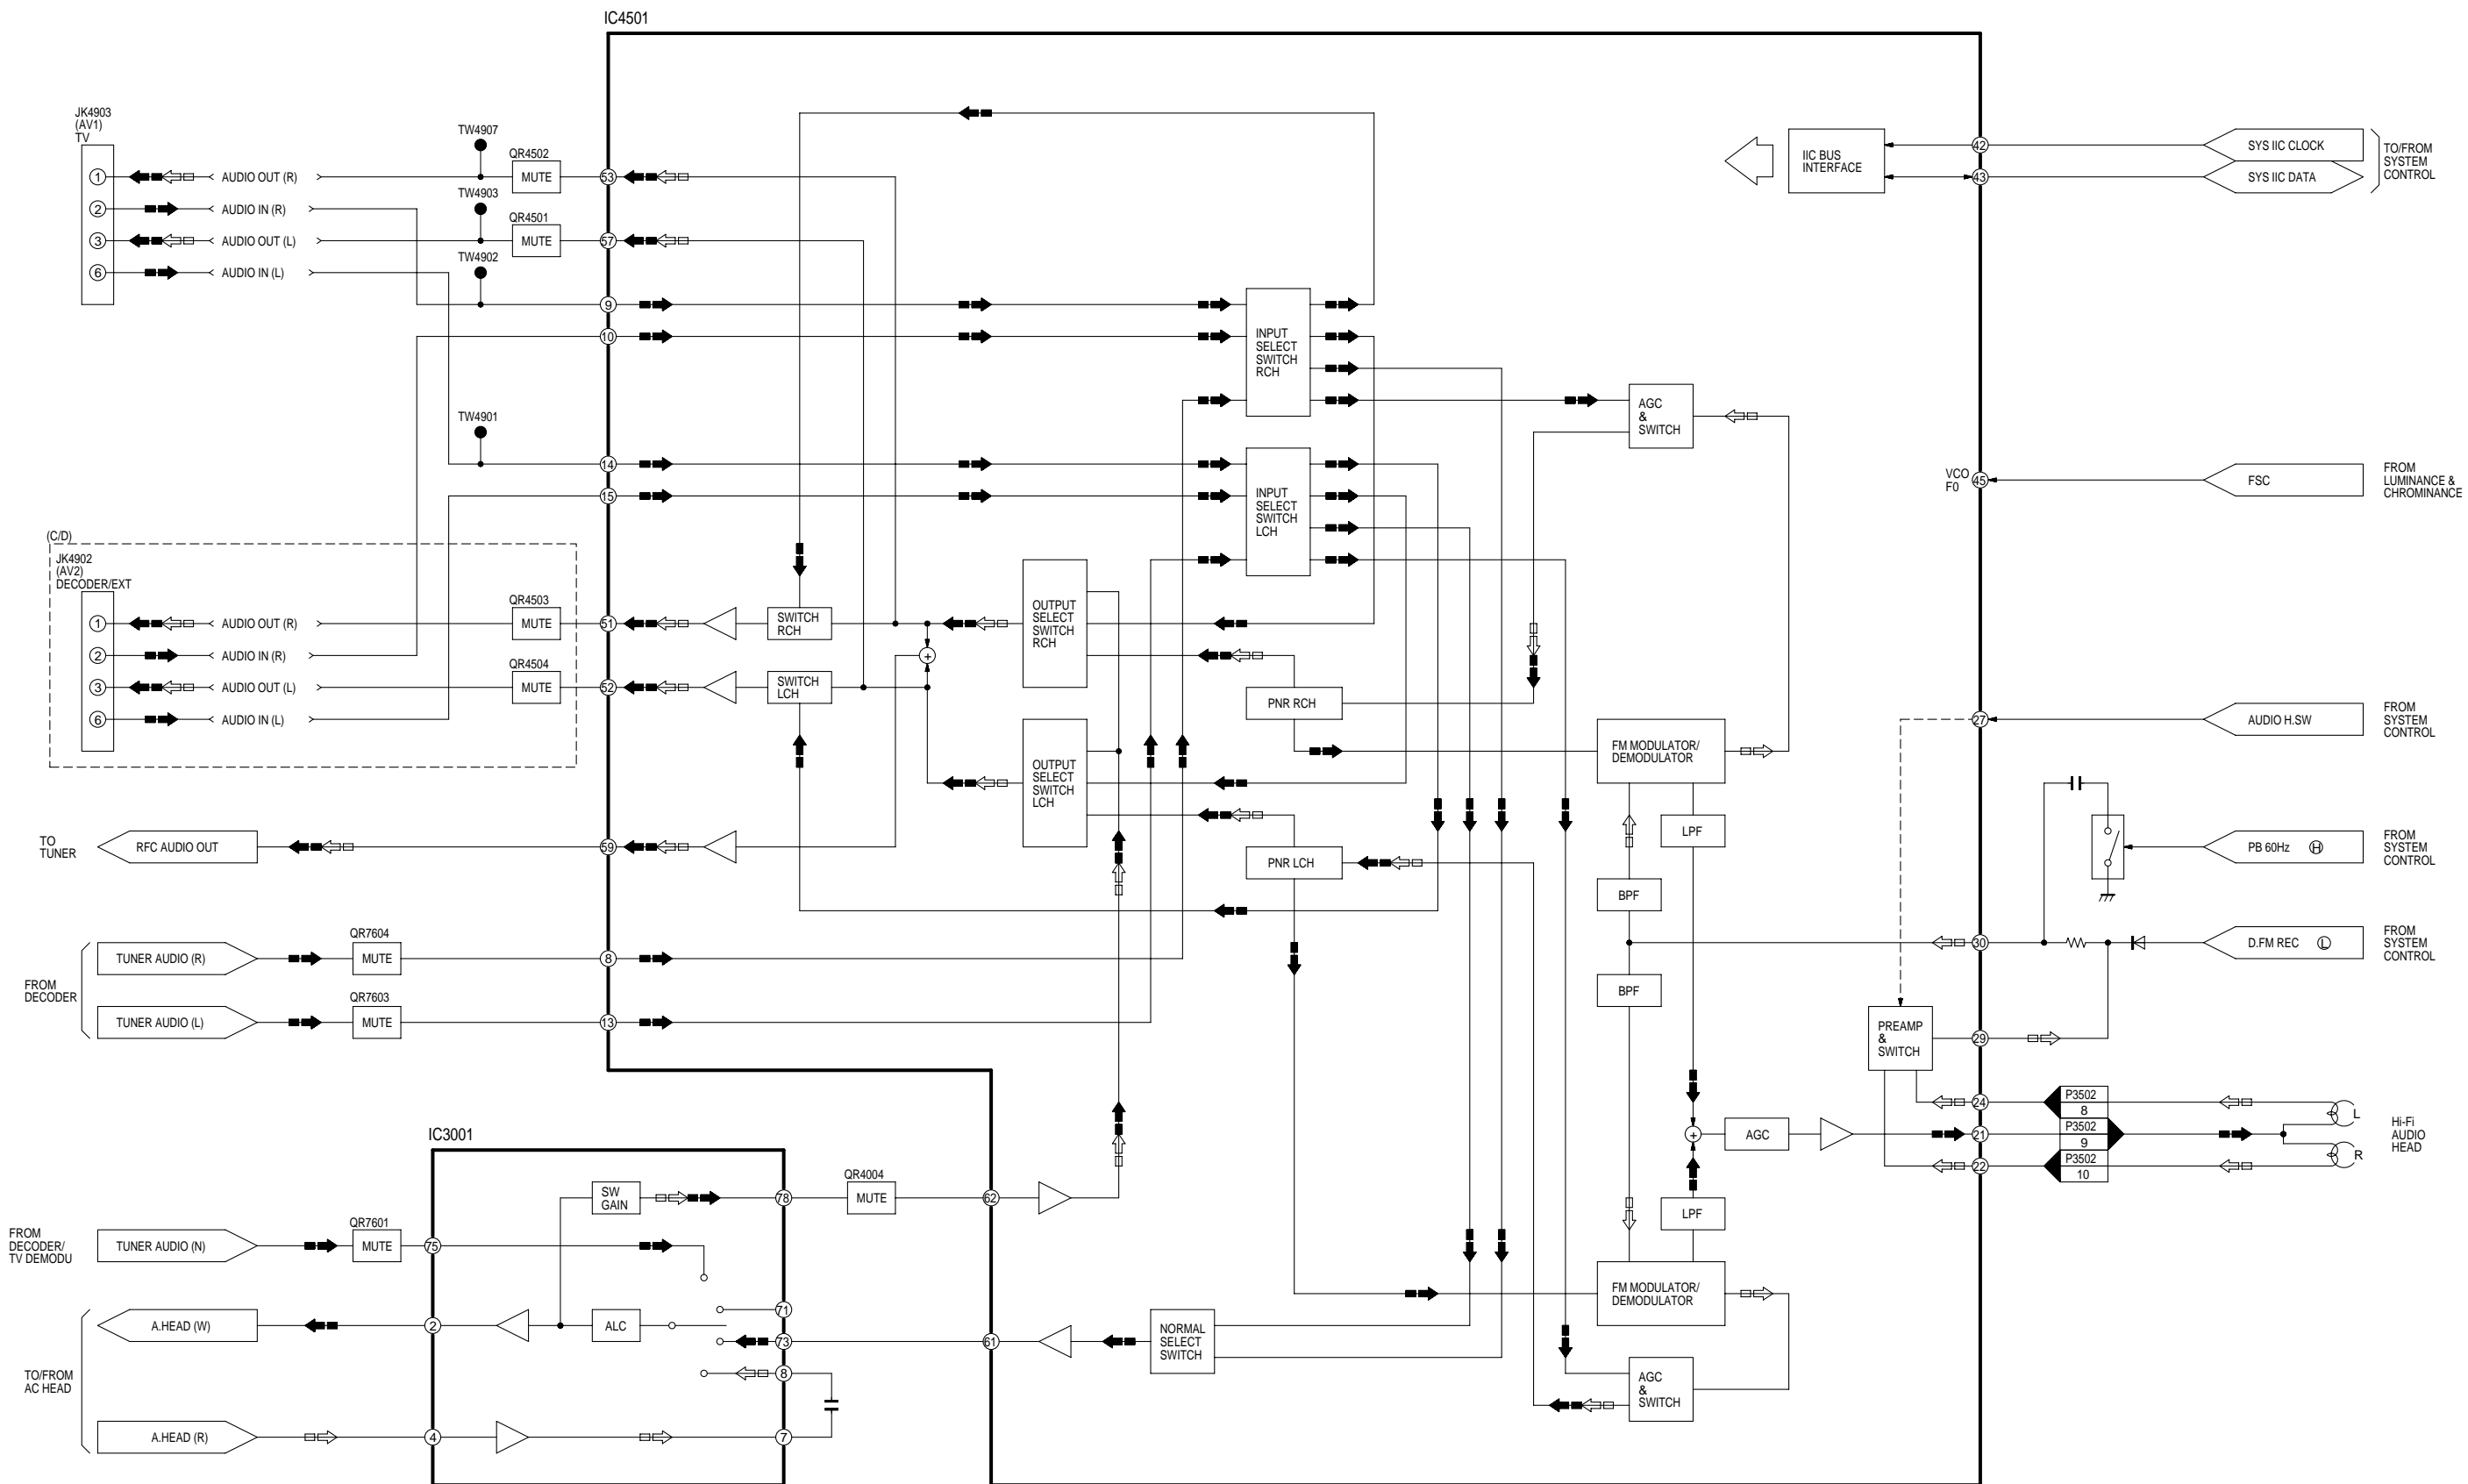 IC4501
JK4903
(AV1)
TV
1
AUDIO OUT (R)
2
AUDIO IN (R)
3
AUDIO OUT (L)
6
AUDIO IN (L)
TW4907
QR4502
MUTE
53
TW4903
QR4501
MUTE
57
TW4902
9
10
TW4901
14
15
INPUT
SELECT
SWITCH
RCH
INPUT
SELECT
SWITCH
LCH
IIC BUS
INTERFACE
42
SYS IIC CLOCK
43
SYS IIC DATA
TO/FROM
SYSTEM
CONTROL
AGC
&
SWITCH
VCO
F0
45
FSC
FROM
LUMINANCE &
CHROMINANCE
(C/D)
JK4902
(AV2)
DECODER/EXT
1
AUDIO OUT (R)
2
AUDIO IN (R)
3
AUDIO OUT (L)
6
AUDIO IN (L)
QR4503
MUTE
51
QR4504
MUTE
52
SWITCH
RCH
SWITCH
LCH
+
OUTPUT
SELECT
SWITCH
RCH
OUTPUT
SELECT
SWITCH
LCH
PNR RCH
PNR LCH
FM MODULATOR/
DEMODULATOR
LPF
BPF
BPF
27
AUDIO H.SW
FROM
SYSTEM
CONTROL
PB 60Hz
H
FROM
SYSTEM
CONTROL
30
D.FM REC
L
FROM
SYSTEM
CONTROL
TO
TUNER
RFC AUDIO OUT
59
FROM
DECODER
TUNER AUDIO (R)
QR7604
MUTE
8
TUNER AUDIO (L)
QR7603
MUTE
13
PREAMP
&
SWITCH
29
24
P3502
8
21
P3502
9
22
P3502
10
L
R
Hi-Fi
AUDIO
HEAD
+
AGC
LPF
FM MODULATOR/
DEMODULATOR
AGC
&
SWITCH
IC3001
SW
GAIN
78
QR4004
MUTE
62
FROM
DECODER/
TV DEMODU
TUNER AUDIO (N)
QR7601
MUTE
75
71
A.HEAD (W)
2
ALC
73
61
NORMAL
SELECT
SWITCH
TO/FROM
AC HEAD
8
A.HEAD (R)
4
7